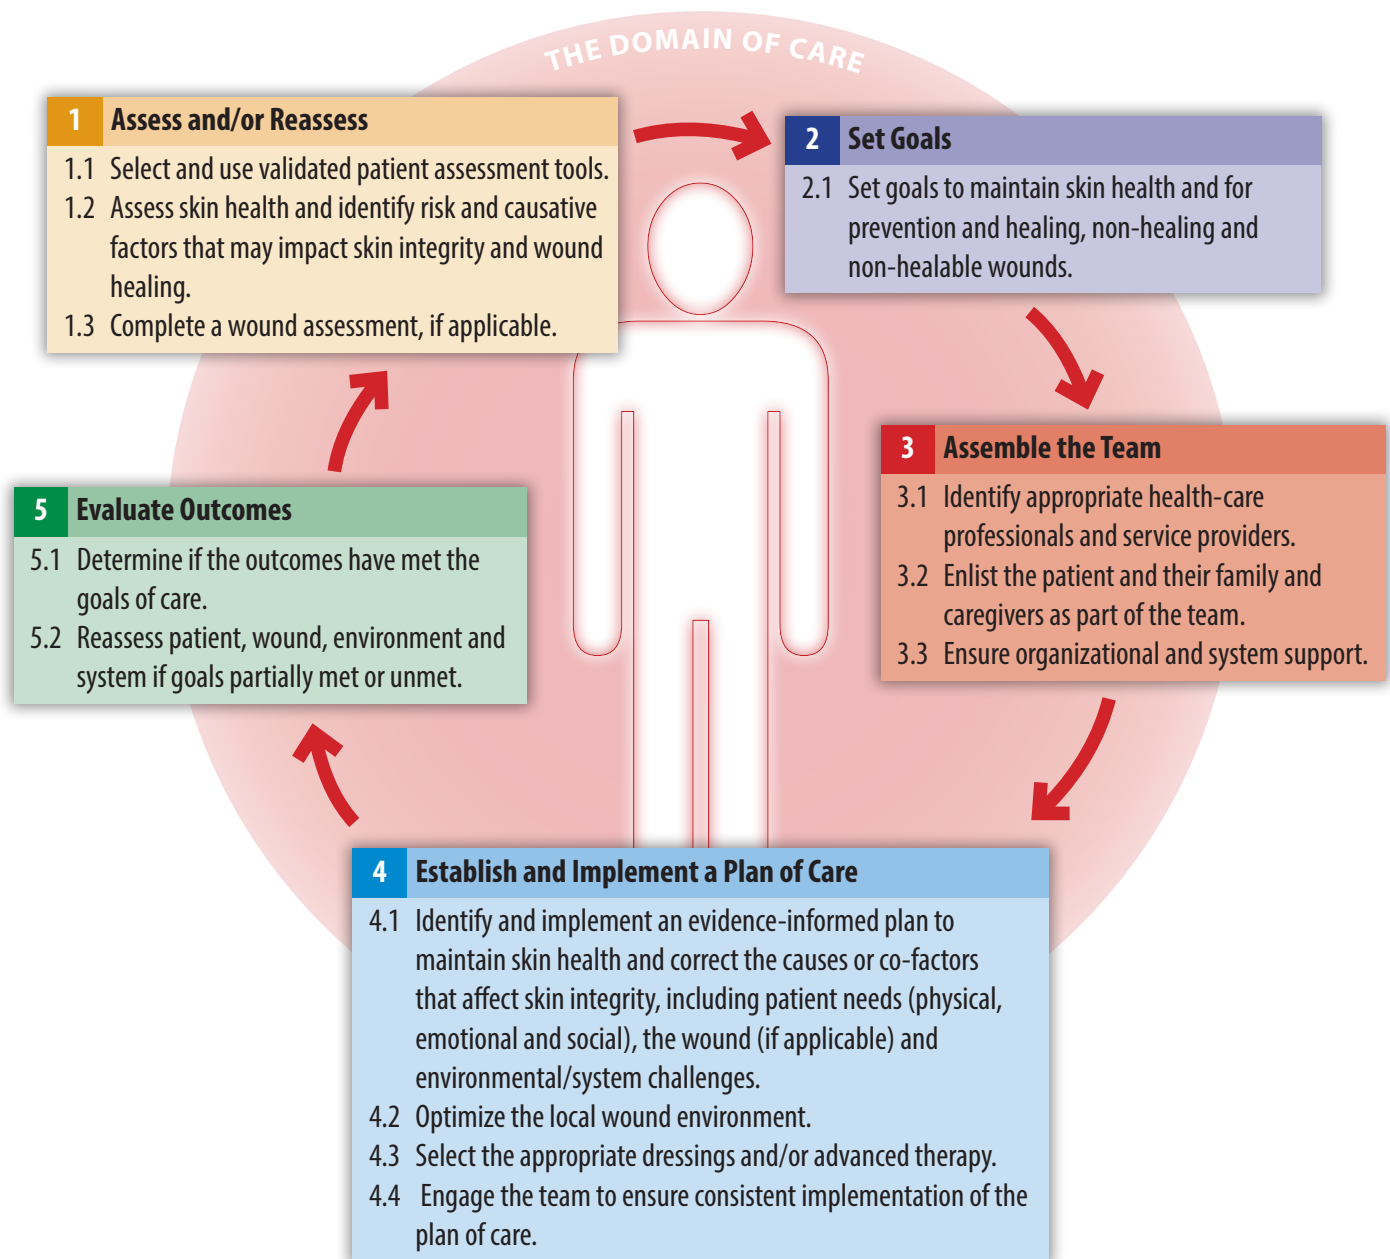 THE DOMAIN OF CARE
1 Assess and/or Reassess
1.1 Select and use validated patient assessment tools.
1.2 Assess skin health and identify risk and causative
factors that may impact skin integrity and wound
healing.
1.3 Complete a wound assessment, if applicable.
2 Set Goals
2.1 Set goals to maintain skin health and for
prevention and healing, non-healing and
non-healable wounds.
3 Assemble the Team
3.1 Identify appropriate health-care
professionals and service providers.
3.2 Enlist the patient and their family and
caregivers as part of the team.
3.3 Ensure organizational and system support.
4 Establish and Implement a Plan of Care
4.1 Identify and implement an evidence-informed plan to
maintain skin health and correct the causes or co-factors
that affect skin integrity, including patient needs (physical,
emotional and social), the wound (if applicable) and
environmental/system challenges.
4.2 Optimize the local wound environment.
4.3 Select the appropriate dressings and/or advanced therapy.
4.4 Engage the team to ensure consistent implementation of the
plan of care.
5 Evaluate Outcomes
5.1 Determine if the outcomes have met the
goals of care.
5.2 Reassess patient, wound, environment and
system if goals partially met or unmet.